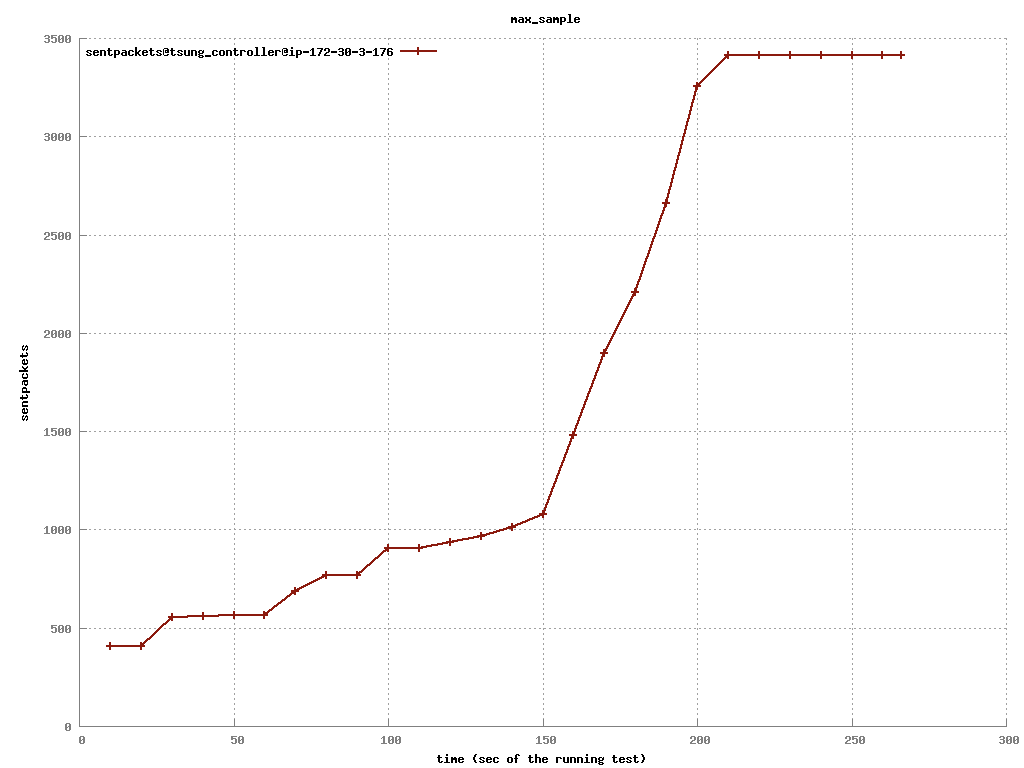 max_sample
sentpackets@tsung_controller@ip-172-30-3-176
3500
3000
2500
2000
1500
1000
500
0
sentpackets
0 50 100 150 200 250 300
time (sec of the running test)